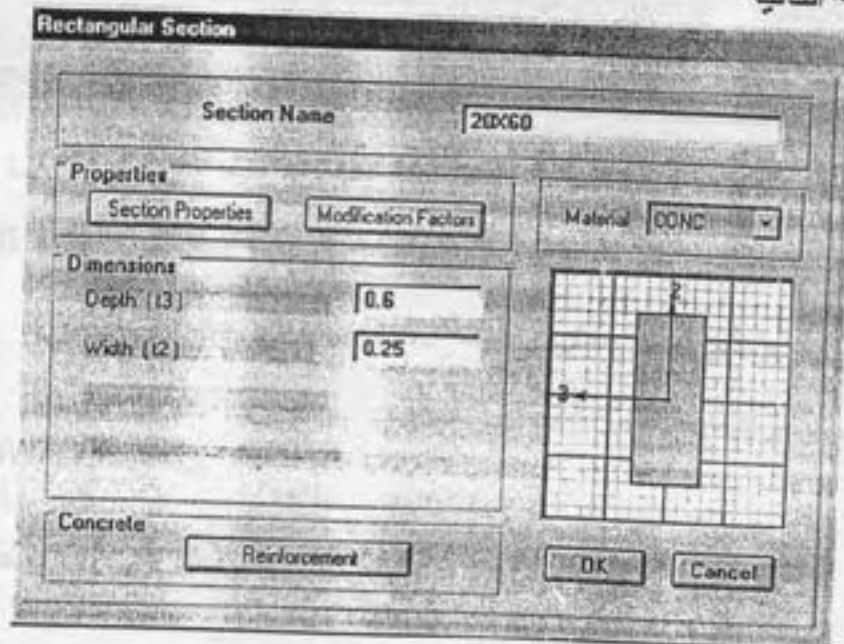 Rectangular Section
Section Name
20X60
Properties
Section Properties
Modification Factors
Material
CONC
Dimensions
Depth (t3)
0.6
Width (t2)
0.25
2
3
Concrete
Reinforcement
OK
Cancel